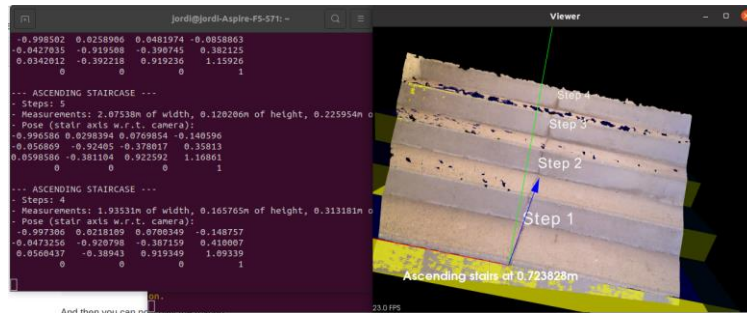 jordi@jordi-Aspire-F5-571: ~
-0.998502 0.0258906 0.0481974 -0.0858863
-0.0427035 -0.919508 -0.390745 0.382125
0.0342012 -0.392218 0.919236 1.15926
0 0 0 1
--- ASCENDING STAIRCASE ---
- Steps: 5
- Measurements: 2.07538m of width, 0.120206m of height, 0.225954m o
- Pose (stair axis w.r.t. camera):
-0.996586 0.0298394 0.0769854 -0.140596
-0.056869 -0.92405 -0.378017 0.35813
0.0598586 -0.381104 0.922592 1.16861
0 0 0 1
--- ASCENDING STAIRCASE ---
- Steps: 4
- Measurements: 1.93531m of width, 0.165765m of height, 0.313181m o
- Pose (stair axis w.r.t. camera):
-0.997306 0.0218109 0.0700349 -0.148757
-0.0473256 -0.920798 -0.387159 0.410007
0.0560437 -0.38943 0.919349 1.09339
0 0 0 1
on.
And then you can
Viewer
Step 4
Step 3
Step 2
Step 1
Ascending stairs at 0.723828m
23.0 FPS